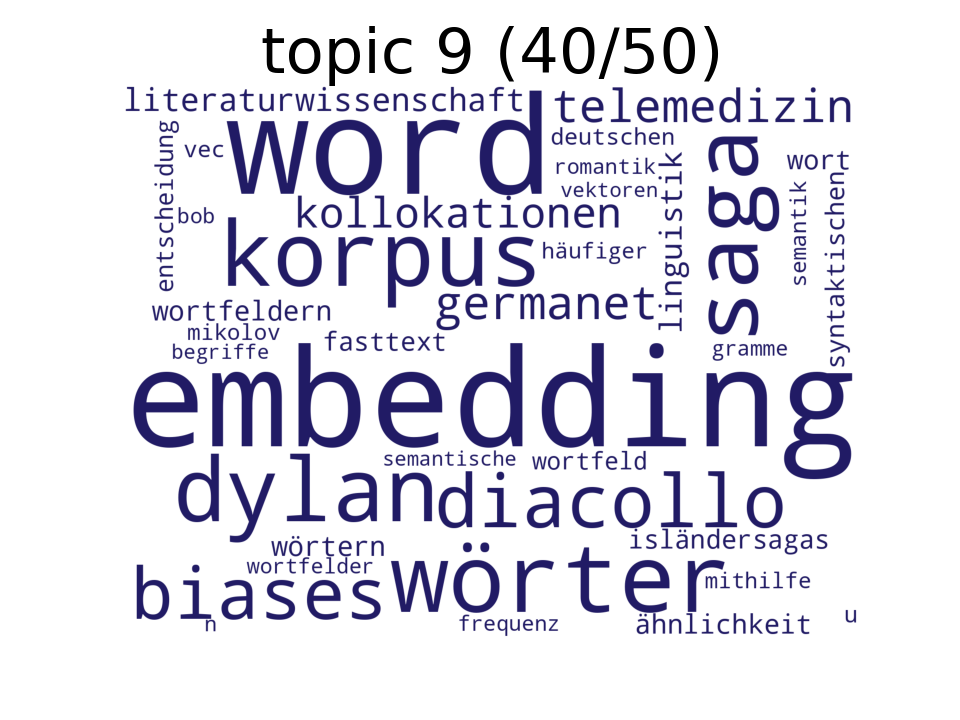 topic 9 (40/50)
literaturwissenschaft
telemedizin
word
deutschen
entscheidung
vec
romantik
vektoren
linguistik
saga
wort
semantik
syntaktischen
bob
kollokationen
korpus
häufiger
germanet
wortfeldern
mikolov
begriffe
fasttext
gramme
embedding
semantische
wortfeld
dylan
diacollo
wörtern
isländersagas
wortfelder
biases
wörter
mithilfe
n
frequenz
ähnlichkeit
u